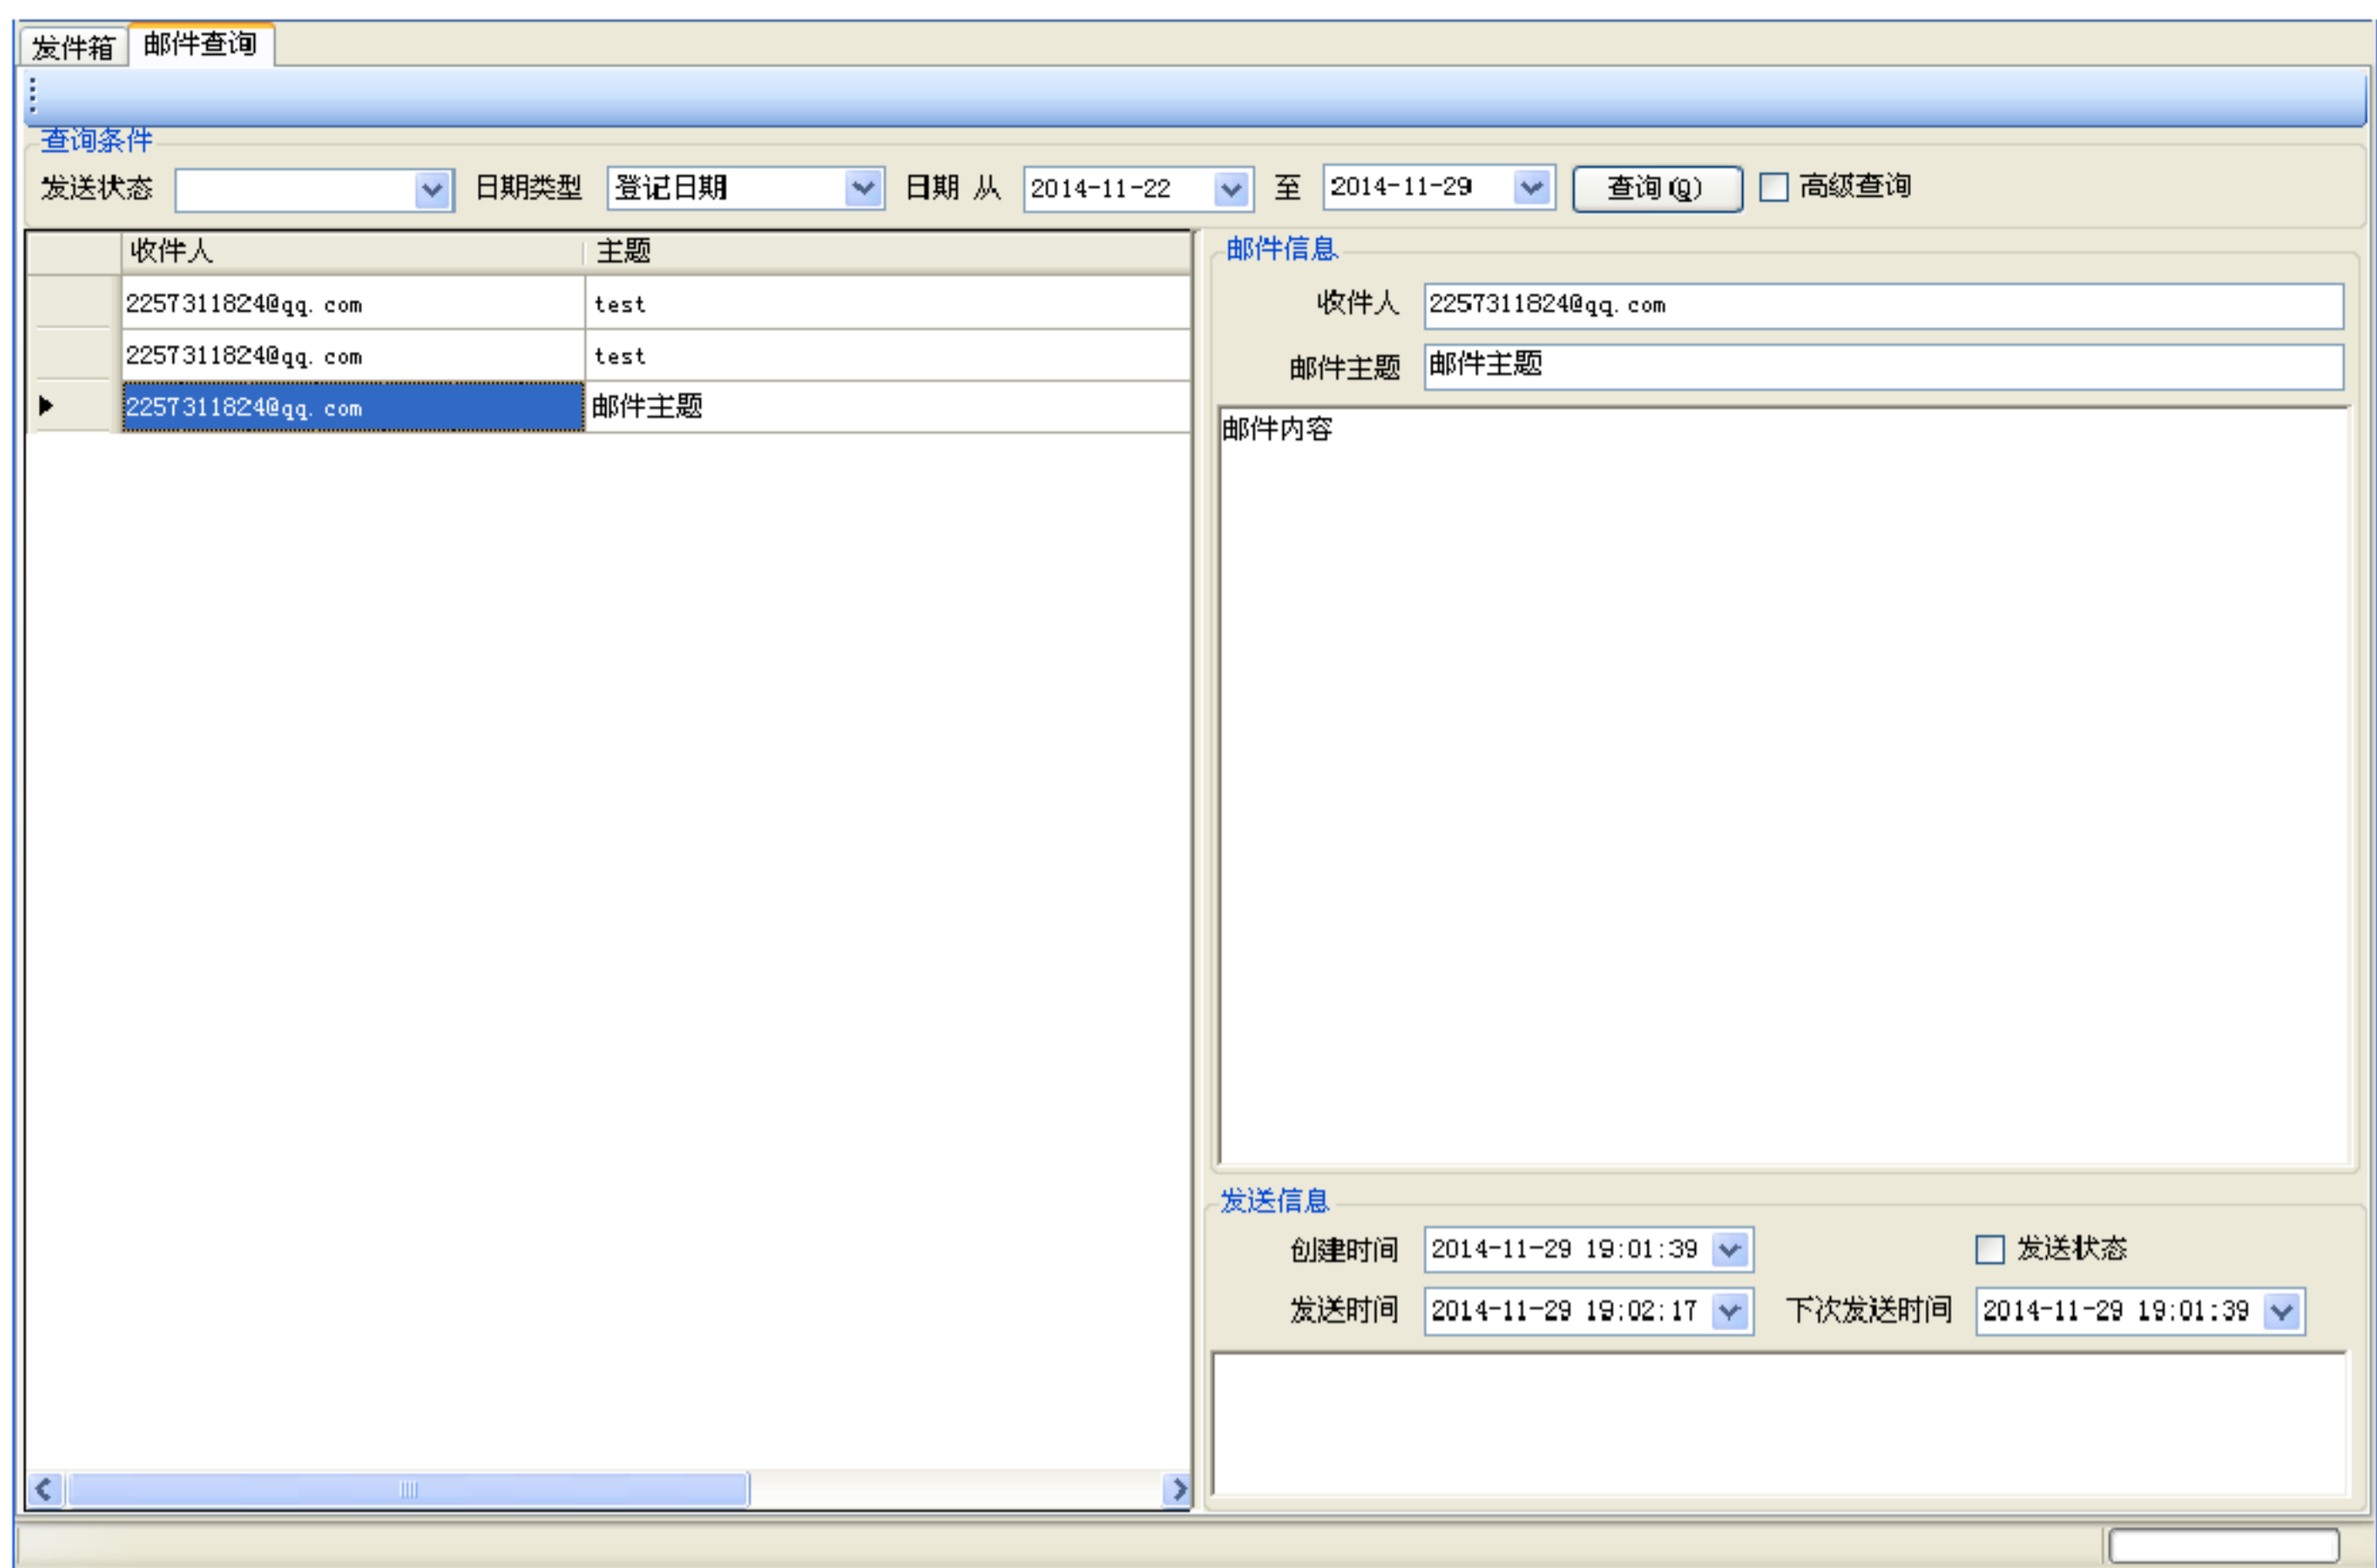 发件箱 邮件查询
查询条件
发送状态 日期类型 登记日期 日期 从 2014-11-22 至 2014-11-29 查询(Q) 高级查询
收件人 主题
2257311824@qq.com test
2257311824@qq.com test
2257311824@qq.com 邮件主题
邮件信息
收件人 2257311824@qq.com
邮件主题 邮件主题
邮件内容
发送信息
创建时间 2014-11-29 19:01:39 发送状态
发送时间 2014-11-29 19:02:17 下次发送时间 2014-11-29 19:01:39